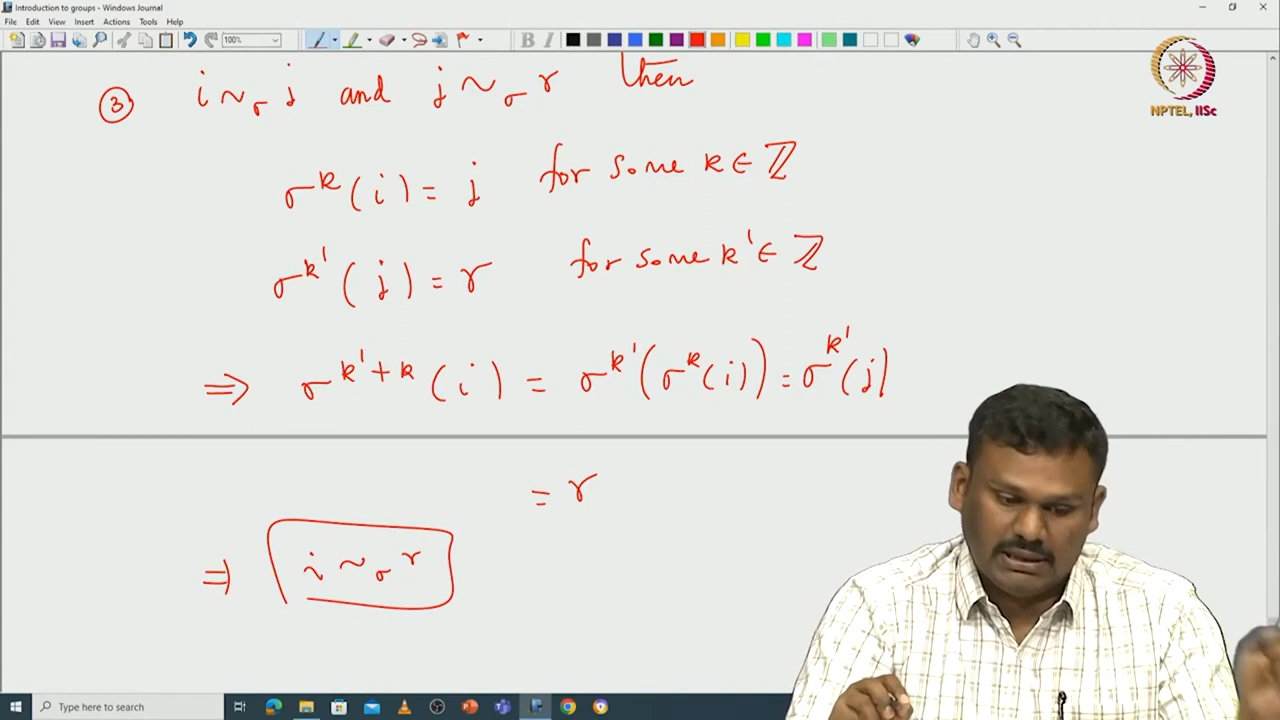 Introduction to groups - Windows Journal
File Edit View Insert Actions Tools Help
100%
B I
NPTEL, IISc
③ i ~σ j and j ~σ r then
σ^k (i) = j for some k ∈ ℤ
σ^k' (j) = r for some k' ∈ ℤ
⇒ σ^k'+k (i) = σ^k' (σ^k (i)) = σ^k' (j)
= r
⇒ i ~σ r
Type here to search